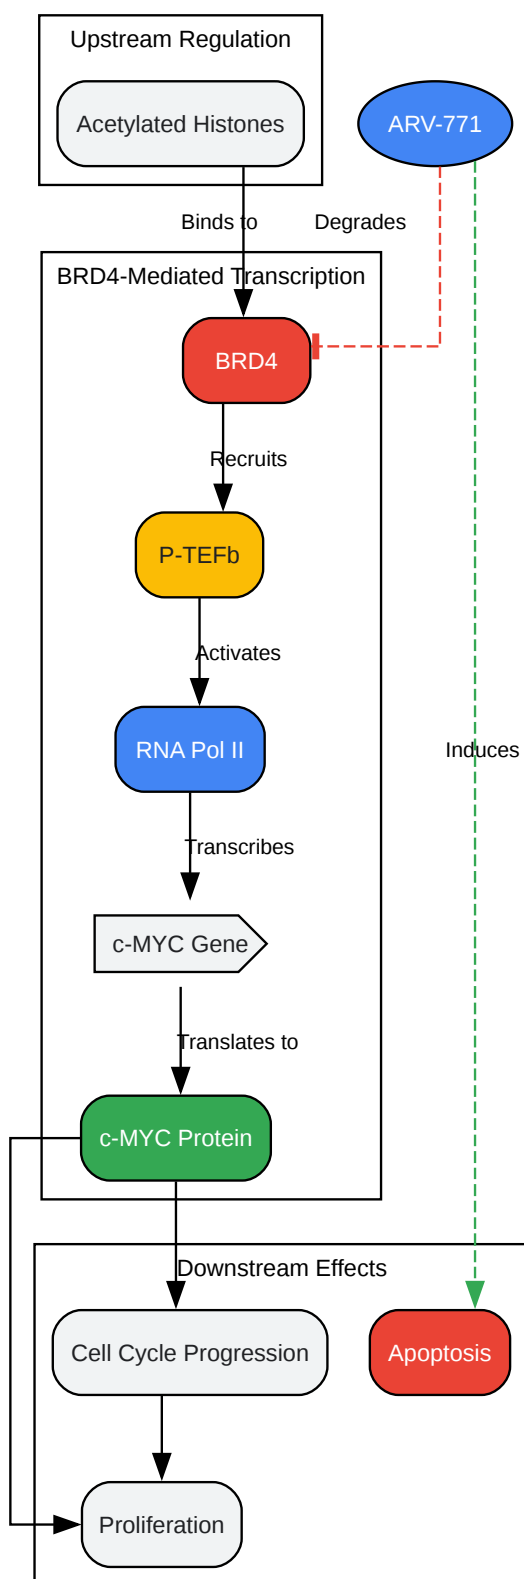 Upstream Regulation
Acetylated Histones
ARV-771
Binds to
Degrades
BRD4-Mediated Transcription
BRD4
Recruits
P-TEFb
Activates
RNA Pol II
Induces
Transcribes
c-MYC Gene
Translates to
c-MYC Protein
Downstream Effects
Cell Cycle Progression
Apoptosis
Proliferation